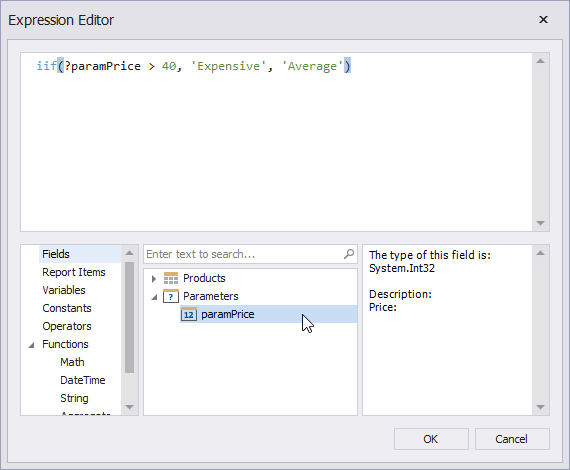 Expression Editor
iif(?paramPrice > 40, 'Expensive', 'Average')
Fields
Report Items
Variables
Constants
Operators
Functions
Math
DateTime
String
Aggregate
Enter text to search...
Products
? Parameters
12 paramPrice
The type of this field is:
System.Int32
Description:
Price:
OK
Cancel